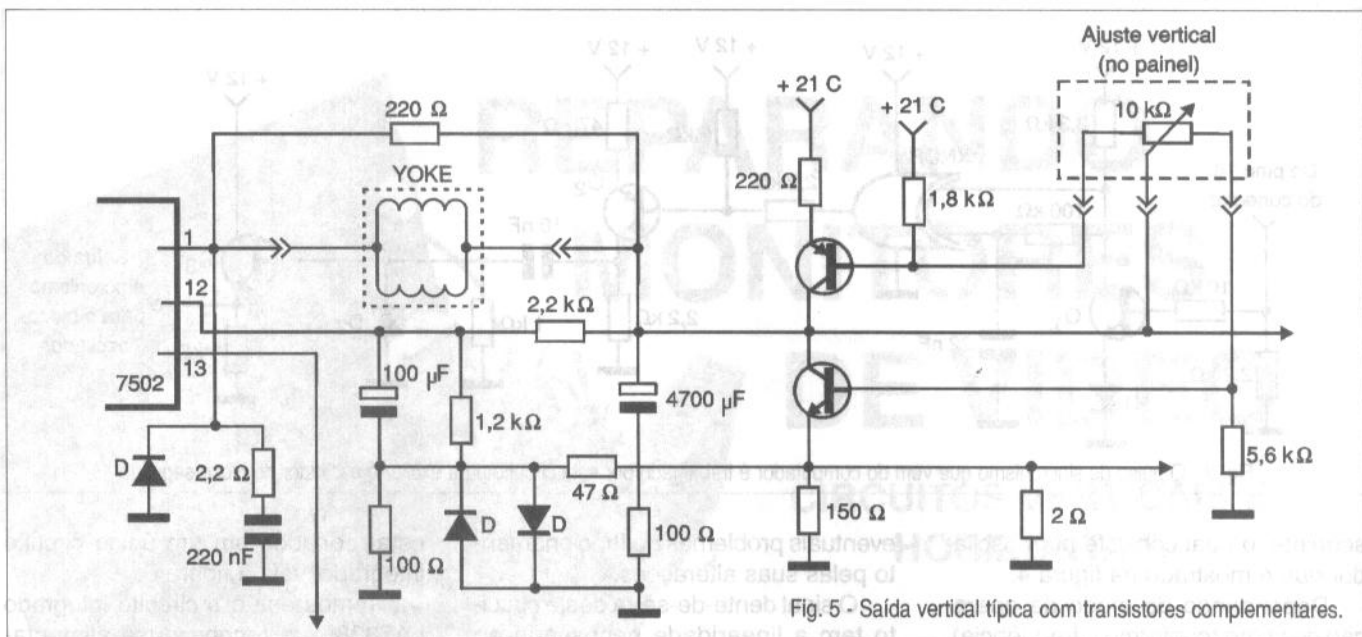 Ajuste vertical
(no painel)
+ 21 C
+ 21 C
10 kΩ
220 Ω
YOKE
220 Ω
1,8 kΩ
1
12
13
7502
2,2 kΩ
100 µF
1,2 kΩ
4700 µF
D
2,2 Ω
220 nF
47 Ω
D
D
100 Ω
100 Ω
150 Ω
2 Ω
5,6 kΩ
Fig. 5 - Saída vertical típica com transistores complementares.